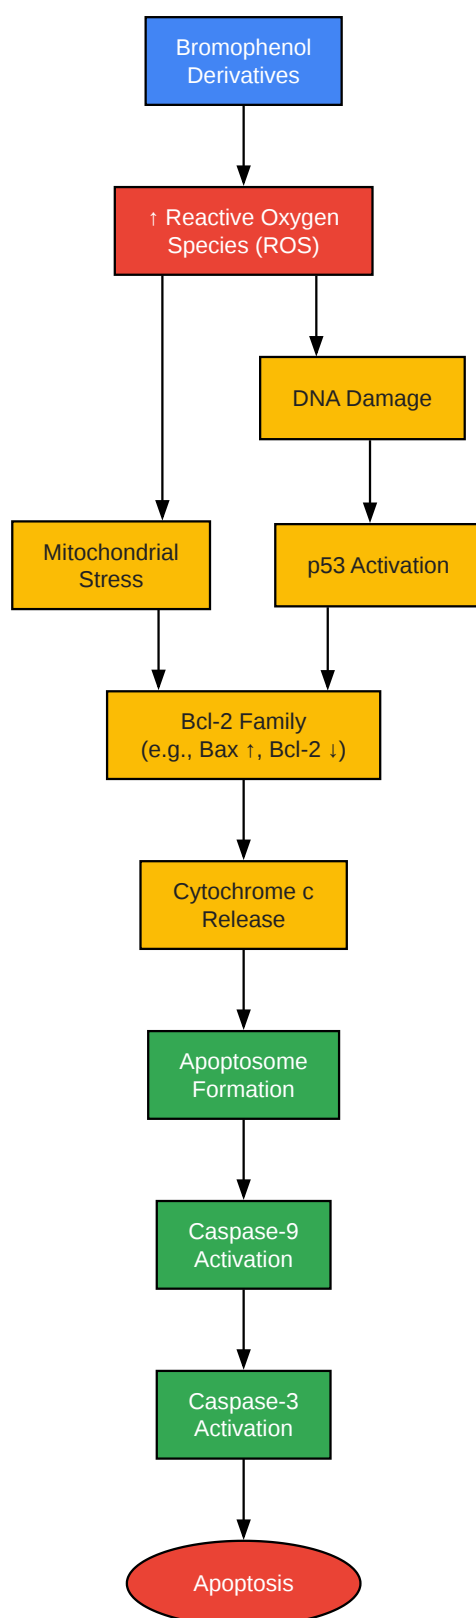 Bromophenol
Derivatives
↑ Reactive Oxygen
Species (ROS)
DNA Damage
Mitochondrial
Stress
p53 Activation
Bcl-2 Family
(e.g., Bax ↑, Bcl-2 ↓)
Cytochrome c
Release
Apoptosome
Formation
Caspase-9
Activation
Caspase-3
Activation
Apoptosis